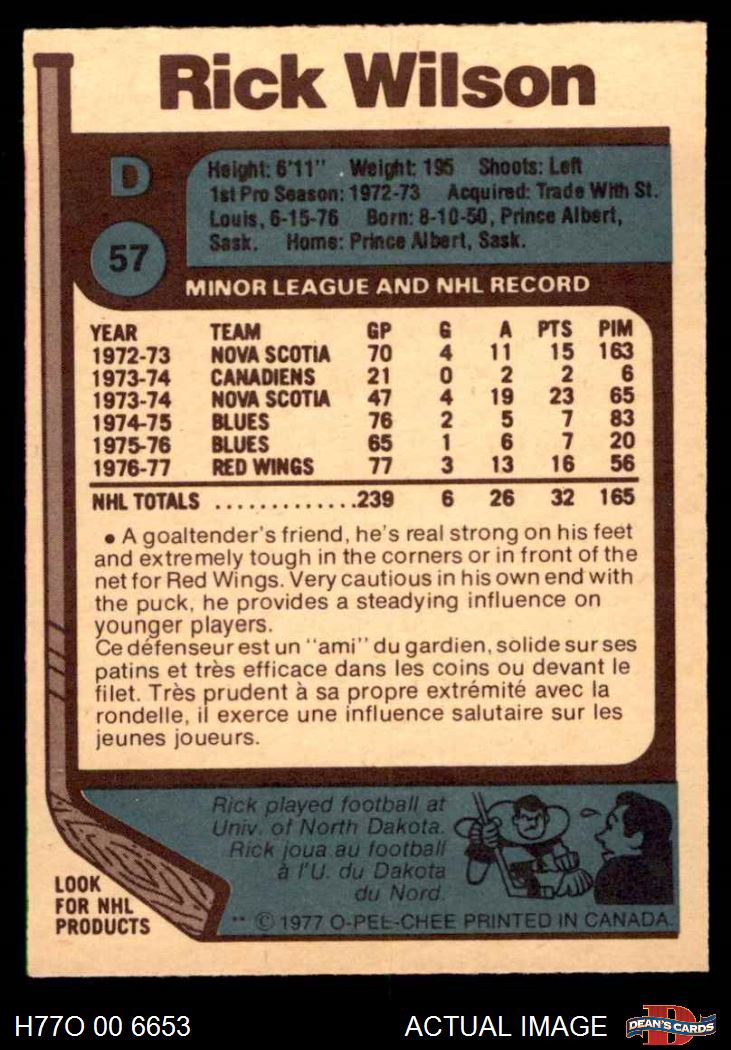 Rick Wilson
D
57
Height: 6'11" Weight: 195 Shoots: Left
1st Pro Season: 1972-73 Acquired: Trade With St.
Louis, 6-15-76 Born: 8-10-50, Prince Albert,
Sask. Home: Prince Albert, Sask.
MINOR LEAGUE AND NHL RECORD
YEAR TEAM GP G A PTS PIM
1972-73 NOVA SCOTIA 70 4 11 15 163
1973-74 CANADIENS 21 0 2 2 6
1973-74 NOVA SCOTIA 47 4 19 23 65
1974-75 BLUES 76 2 5 7 83
1975-76 BLUES 65 1 6 7 20
1976-77 RED WINGS 77 3 13 16 56
NHL TOTALS ..............239 6 26 32 165
• A goaltender's friend, he's real strong on his feet
and extremely tough in the corners or in front of the
net for Red Wings. Very cautious in his own end with
the puck, he provides a steadying influence on
younger players.
Ce défenseur est un "ami" du gardien, solide sur ses
patins et très efficace dans les coins ou devant le
filet. Très prudent à sa propre extrémité avec la
rondelle, il exerce une influence salutaire sur les
jeunes joueurs.
Rick played football at
Univ. of North Dakota.
Rick joua au football
à l'U. du Dakota
du Nord.
LOOK
FOR NHL
PRODUCTS
** © 1977 O-PEE-CHEE PRINTED IN CANADA
H77O 00 6653
ACTUAL IMAGE
D
DEAN'S CARDS